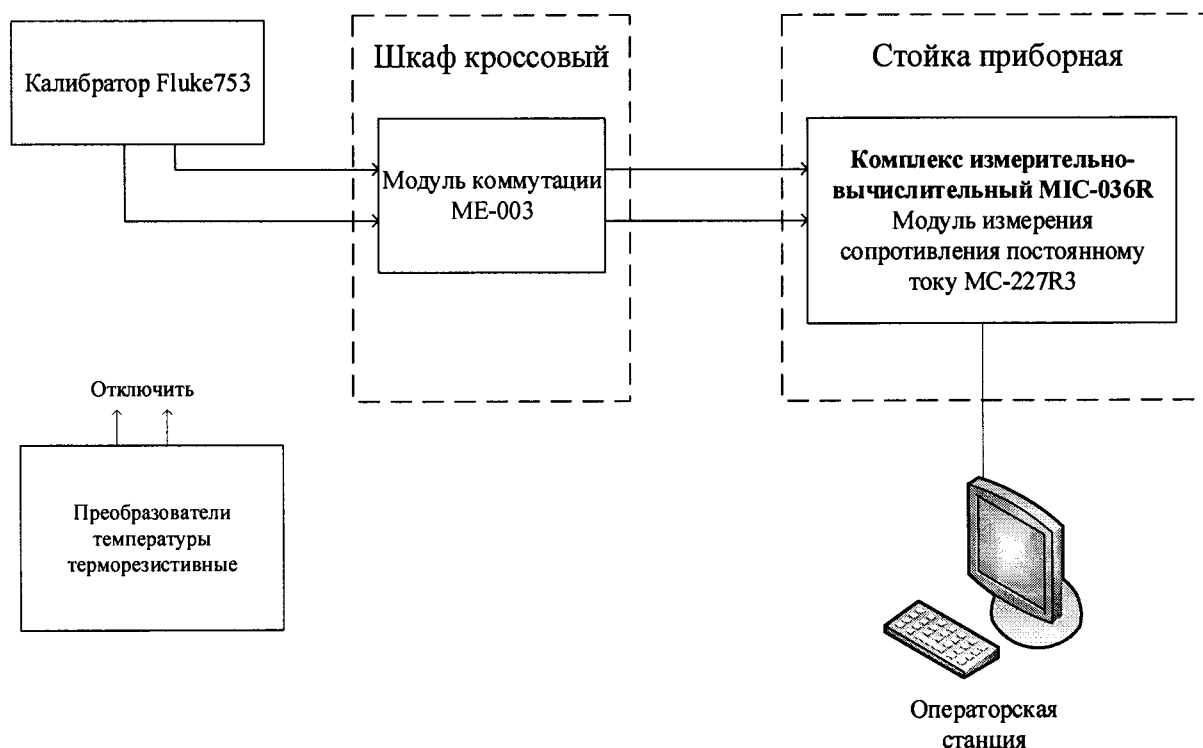 Калибратор Fluke753
Шкаф кроссовый
Модуль коммутации
МЕ-003
Стойка приборная
Комплекс измерительно-
вычислительный MIC-036R
Модуль измерения
сопротивления постоянному
току МС-227R3
Отключить
Преобразователи
температуры
терморезистивные
Операторская
станция